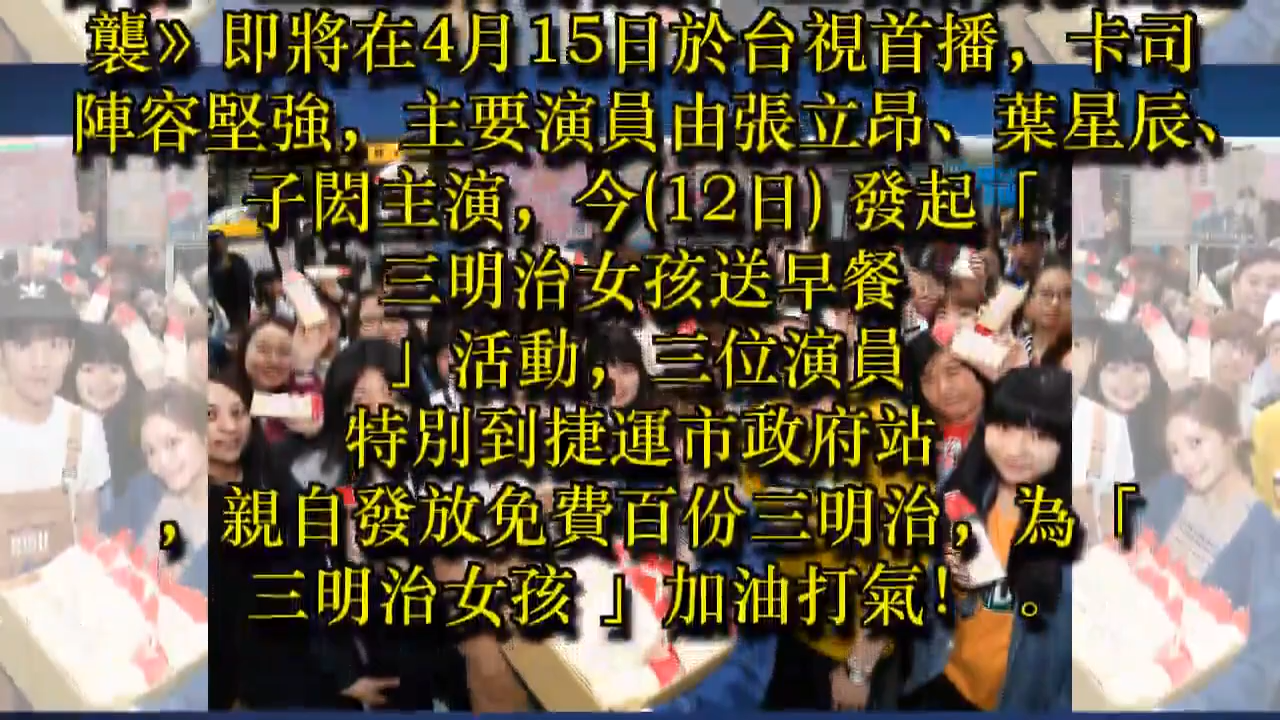 襲》即將在4月15日於台視首播，卡司
陣容堅強，主要演員由張立昂、葉星辰、
子閎主演，今(12日) 發起「
三明治女孩送早餐
」活動，三位演員
特別到捷運市政府站
，親自發放免費百份三明治，為「
三明治女孩 」加油打氣！ 。